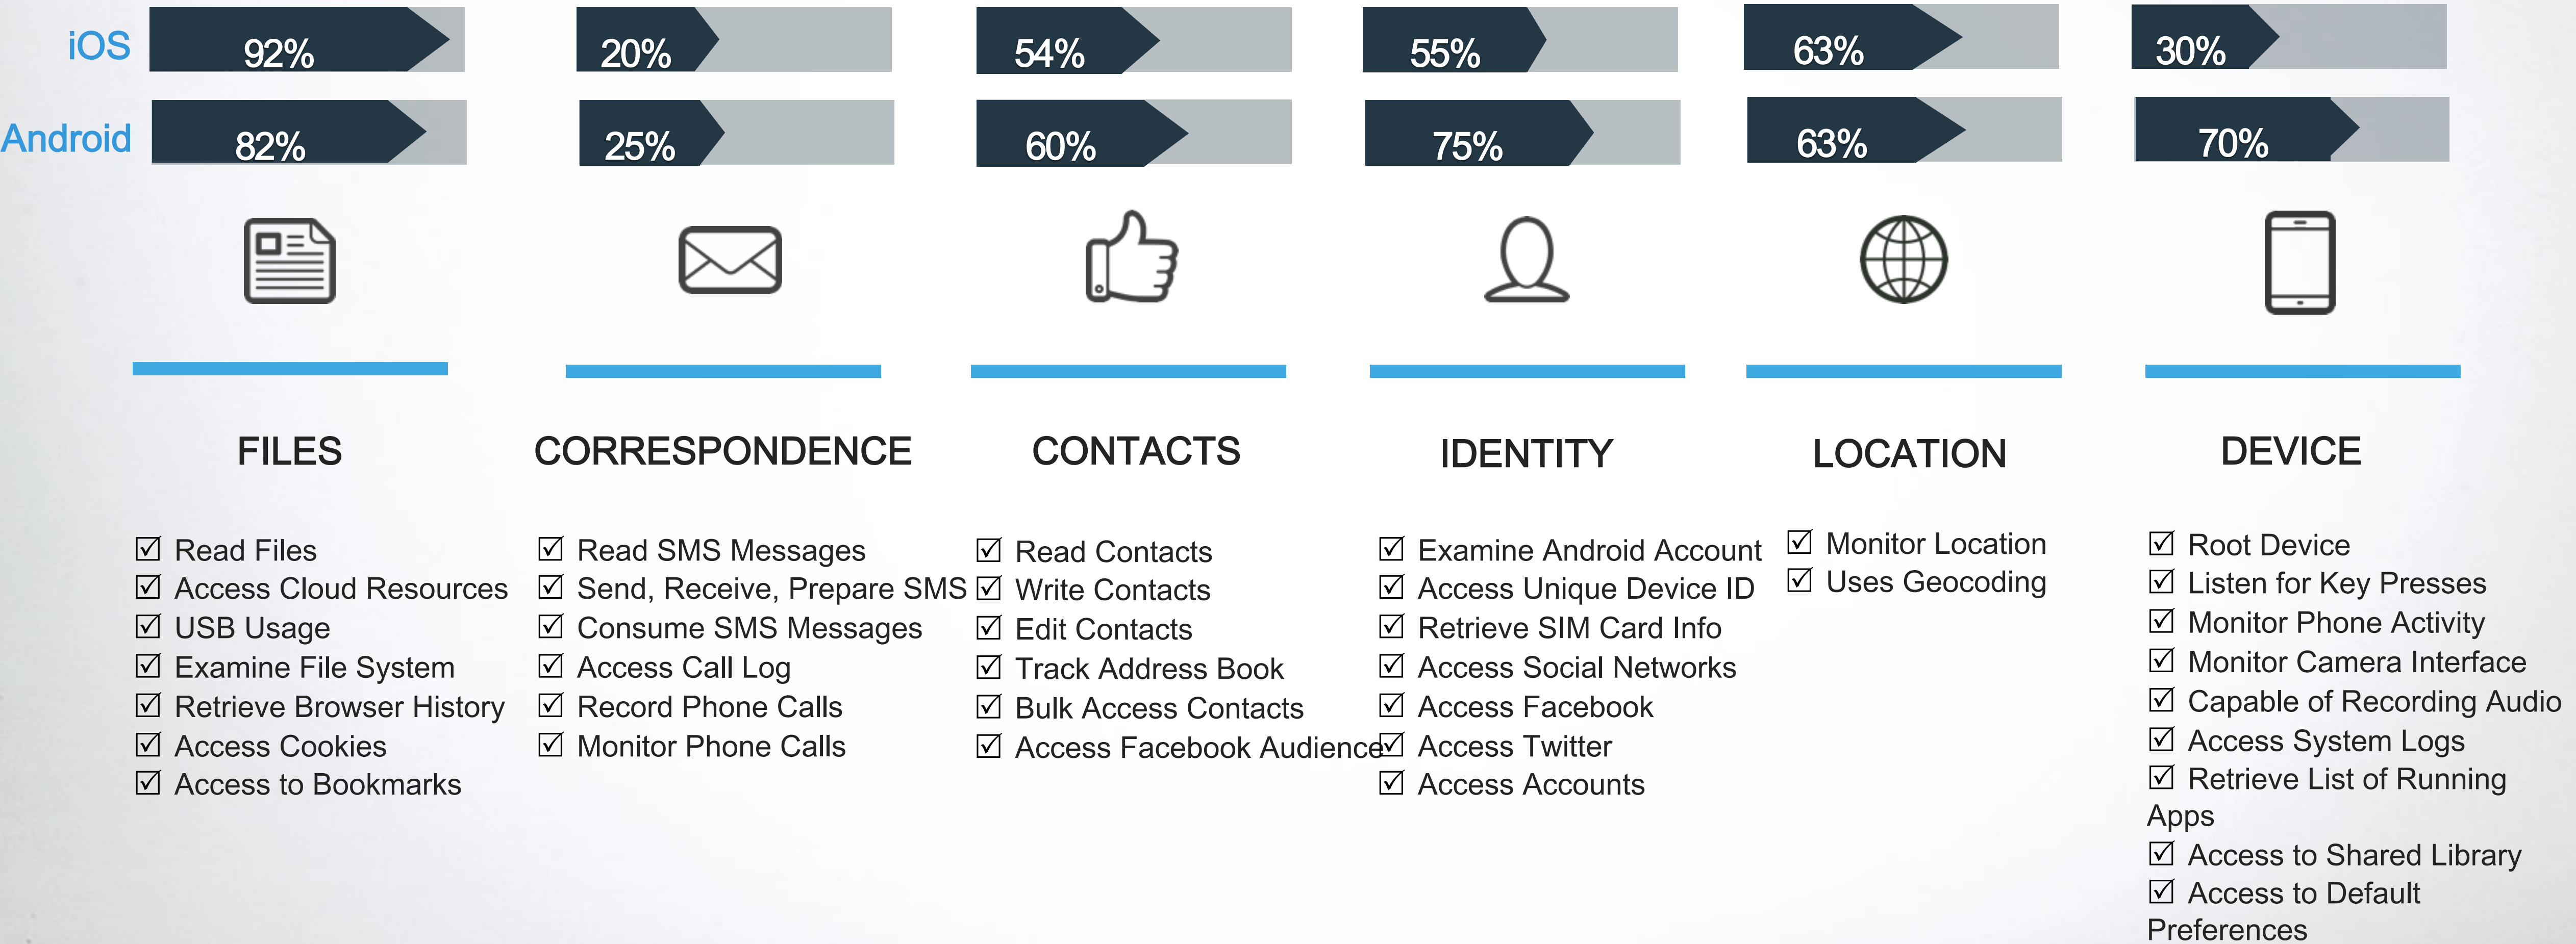 iOS
92%
20%
54%
55%
63%
30%
Android
82%
25%
60%
75%
63%
70%
FILES
☑ Read Files
☑ Access Cloud Resources
☑ USB Usage
☑ Examine File System
☑ Retrieve Browser History
☑ Access Cookies
☑ Access to Bookmarks
CORRESPONDENCE
☑ Read SMS Messages
☑ Send, Receive, Prepare SMS
☑ Consume SMS Messages
☑ Access Call Log
☑ Record Phone Calls
☑ Monitor Phone Calls
CONTACTS
☑ Read Contacts
☑ Write Contacts
☑ Edit Contacts
☑ Track Address Book
☑ Bulk Access Contacts
☑ Access Facebook Audience
IDENTITY
☑ Examine Android Account
☑ Access Unique Device ID
☑ Retrieve SIM Card Info
☑ Access Social Networks
☑ Access Facebook
☑ Access Twitter
☑ Access Accounts
LOCATION
☑ Monitor Location
☑ Uses Geocoding
DEVICE
☑ Root Device
☑ Listen for Key Presses
☑ Monitor Phone Activity
☑ Monitor Camera Interface
☑ Capable of Recording Audio
☑ Access System Logs
☑ Retrieve List of Running
Apps
☑ Access to Shared Library
☑ Access to Default
Preferences